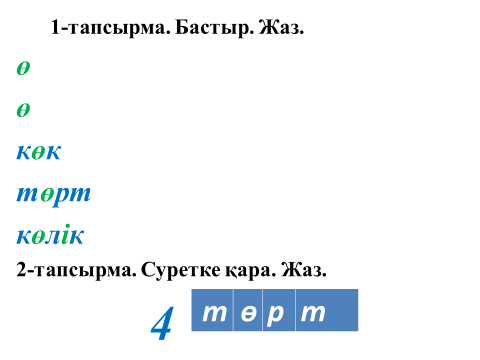 1-тапсырма. Бастыр. Жаз.
ө
ө
көк
төрт
көлік
2-тапсырма. Суретке қара. Жаз.
4 т ө р т